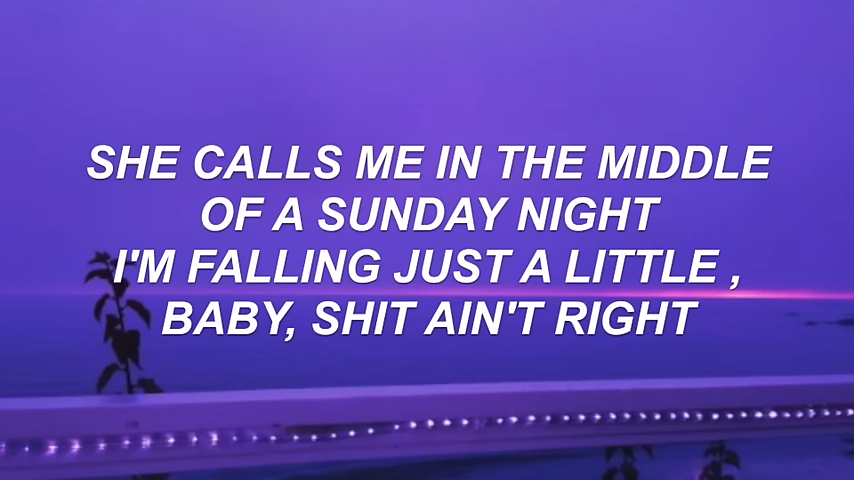 SHE CALLS ME IN THE MIDDLE
OF A SUNDAY NIGHT
I'M FALLING JUST A LITTLE ,
BABY, SHIT AIN'T RIGHT